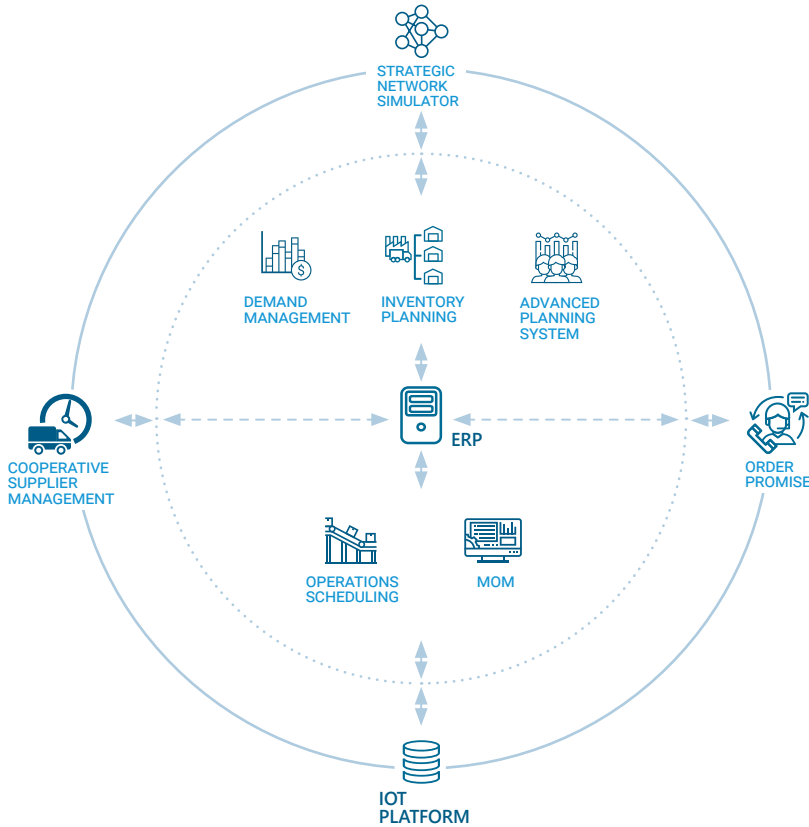 STRATEGIC
NETWORK
SIMULATOR
DEMAND
MANAGEMENT
$
INVENTORY
PLANNING
ADVANCED
PLANNING
SYSTEM
ERP
COOPERATIVE
SUPPLIER
MANAGEMENT
ORDER
PROMISE
OPERATIONS
SCHEDULING
MOM
IOT
PLATFORM